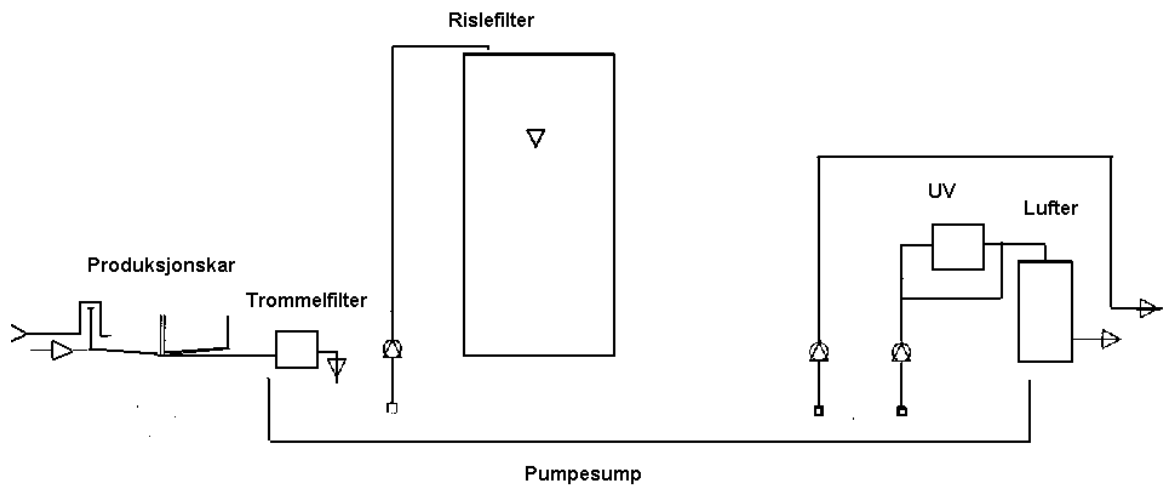 Rislefilter
UV
Lufter
Produksjonskar
Trommelfilter
Pumpesump